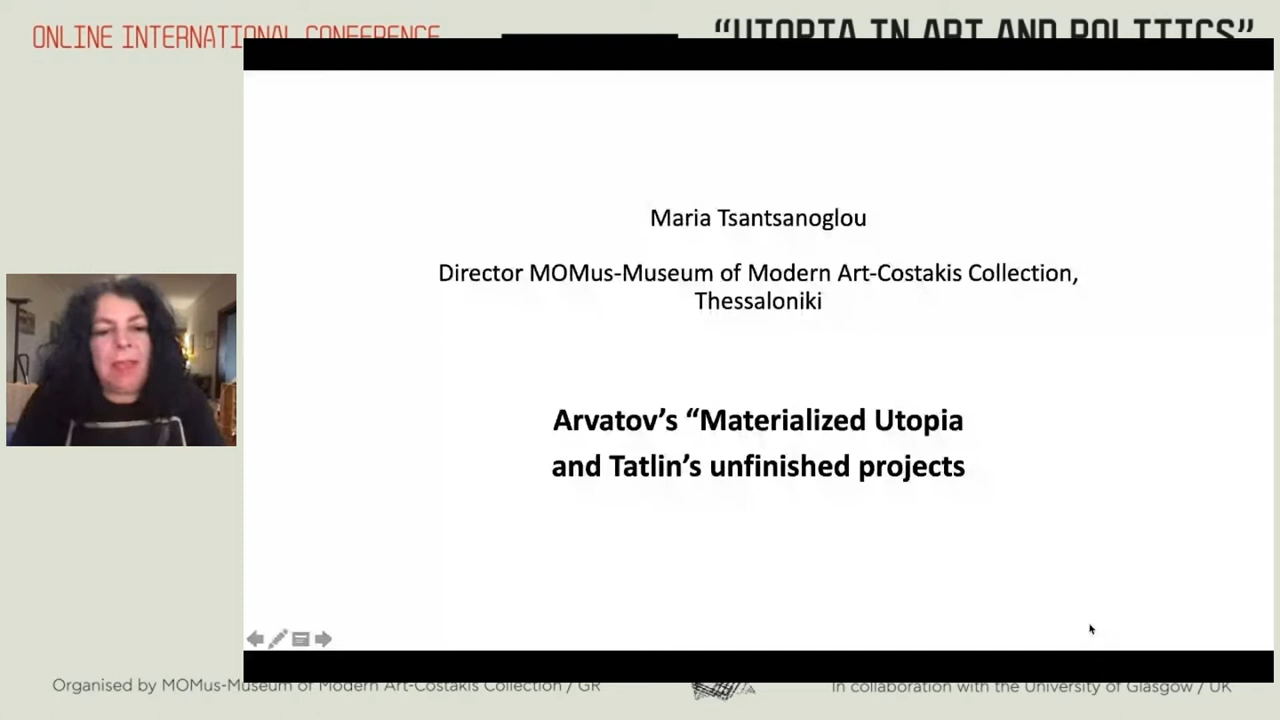 ONLINE INTERNATIONAL CONFERENCE
“UTOPIA IN ART AND POLITICS”
Maria Tsantsanoglou
Director MOMus-Museum of Modern Art-Costakis Collection,
Thessaloniki
Arvatov’s “Materialized Utopia
and Tatlin’s unfinished projects
Organised by MOMus-Museum of Modern Art-Costakis Collection / GR
In collaboration with the University of Glasgow / UK